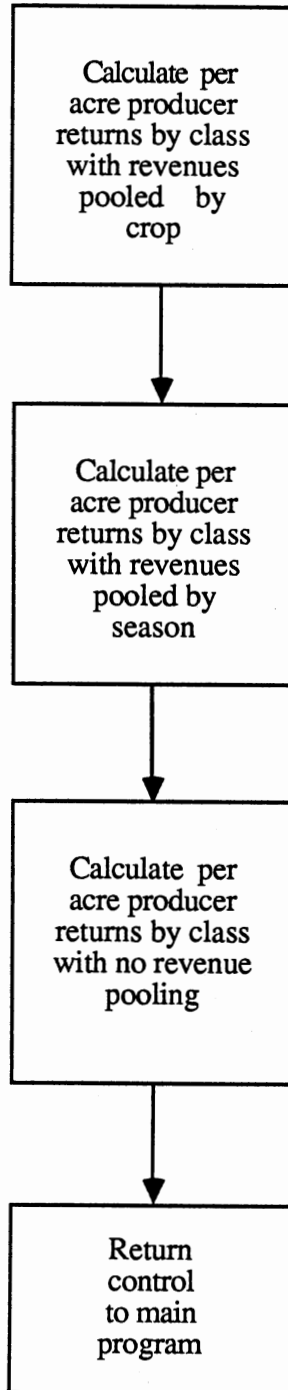 Calculate per
acre producer
returns by class
with revenues
pooled by
crop
Calculate per
acre producer
returns by class
with revenues
pooled by
season
Calculate per
acre producer
returns by class
with no revenue
pooling
Return
control
to main
program